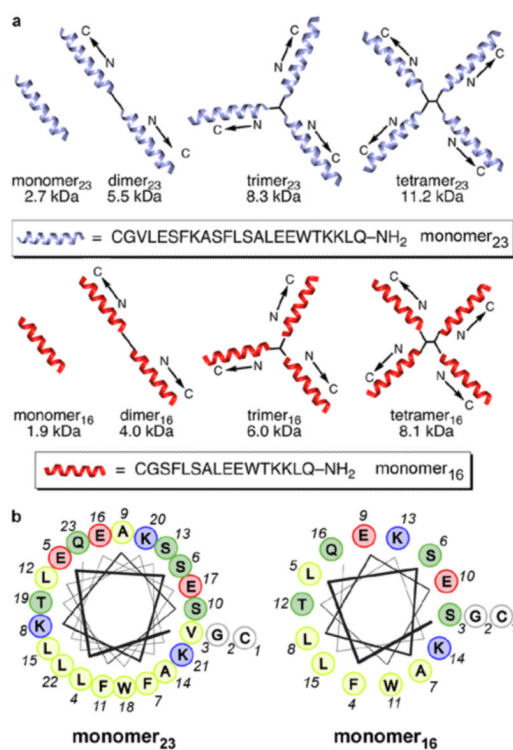 a
C
N
N
C
C
N
C
N
N
C
C
N
N
C
C
N
N
C
monomer₂₃ dimer₂₃ trimer₂₃ tetramer₂₃
2.7 kDa 5.5 kDa 8.3 kDa 11.2 kDa
= CGVLESFKASFLSALEEWTKKLQ–NH₂ monomer₂₃
C
N
N
C
C
N
C
N
N
C
C
N
N
C
C
N
N
C
monomer₁₆ dimer₁₆ trimer₁₆ tetramer₁₆
1.9 kDa 4.0 kDa 6.0 kDa 8.1 kDa
= CGSFLSALEEWTKKLQ–NH₂ monomer₁₆
b
9
16 20
23 13
5 6
12 17
19 10
8
15
22
4
11
18
7
14
21
3
2
1
E Q E A K S S E S V G C
L T K L L L F W F A K
9 13
16 6
5 10
12
8
15
4
11
7
14
3
2
1
Q E K S E S G C
L T L L F W A K
monomer₂₃ monomer₁₆